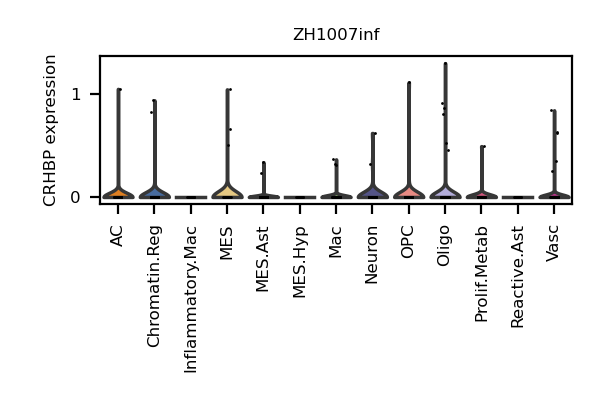 ZH1007inf
CRHBP expression
1
0
AC
Chromatin.Reg
Inflammatory.Mac
MES
MES.Ast
MES.Hyp
Mac
Neuron
OPC
Oligo
Prolif.Metab
Reactive.Ast
Vasc